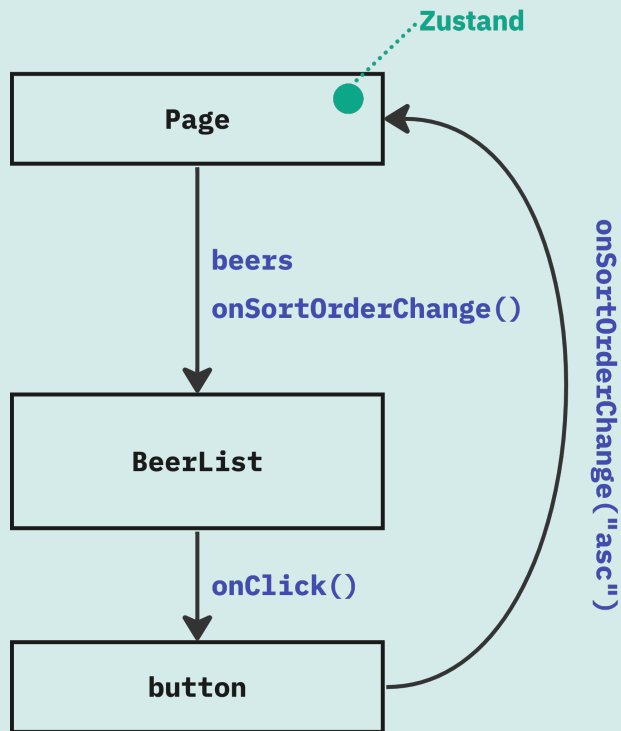 Zustand
Page
beers
onSortOrderChange()
onSortOrderChange("asc")
BeerList
onClick()
button